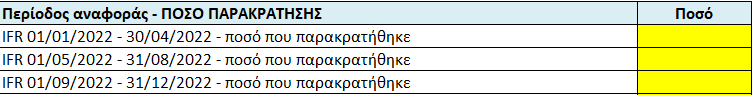 Περίοδος αναφοράς - ΠΟΣΟ ΠΑΡΑΚΡΑΤΗΣΗΣ Ποσό
IFR 01/01/2022 - 30/04/2022 - ποσό που παρακρατήθηκε
IFR 01/05/2022 - 31/08/2022 - ποσό που παρακρατήθηκε
IFR 01/09/2022 - 31/12/2022 - ποσό που παρακρατήθηκε